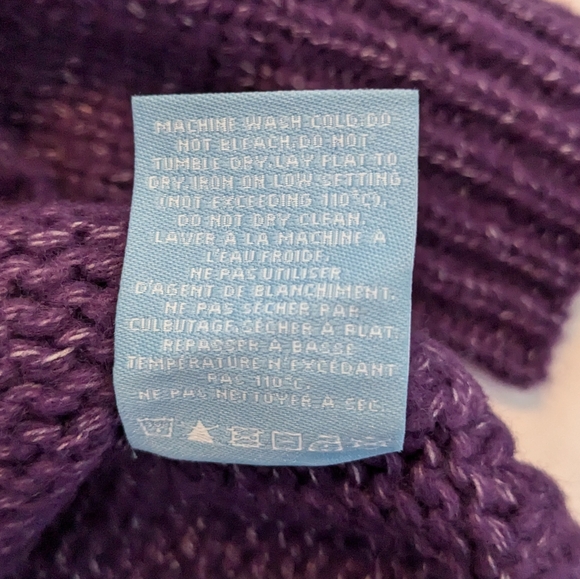 MACHINE WASH COLD. DO
NOT BLEACH. DO NOT
TUMBLE DRY. LAY FLAT TO
DRY. IRON ON LOW SETTING
(NOT EXCEEDING 110°C).
DO NOT DRY CLEAN.
LAVER À LA MACHINE À
L'EAU FROIDE.
NE PAS UTILISER
D'AGENT DE BLANCHIMENT.
NE PAS SÉCHER PAR
CULBUTAGE. SÉCHER À PLAT.
REPASSER À BASSE
TEMPÉRATURE N'EXCÉDANT
PAS 110°C.
NE PAS NETTOYER À SEC.